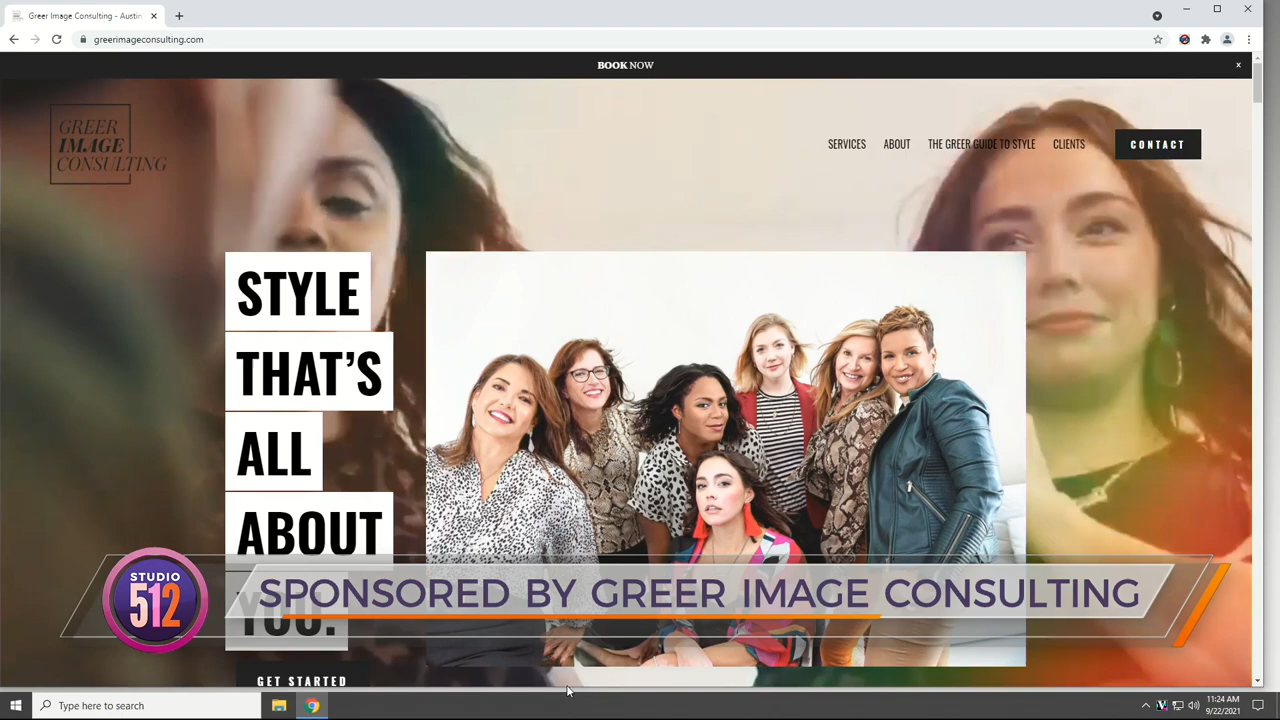 Greer Image Consulting - Austin
greerimageconsulting.com
BOOK NOW
x
GREER
IMAGE
CONSULTING
SERVICES
ABOUT
THE GREER GUIDE TO STYLE
CLIENTS
CONTACT
STYLE
THAT'S
ALL
ABOUT
YOU.
STUDIO
512
SPONSORED BY GREER IMAGE CONSULTING
GET STARTED
Type here to search
11:24 AM
9/22/2021